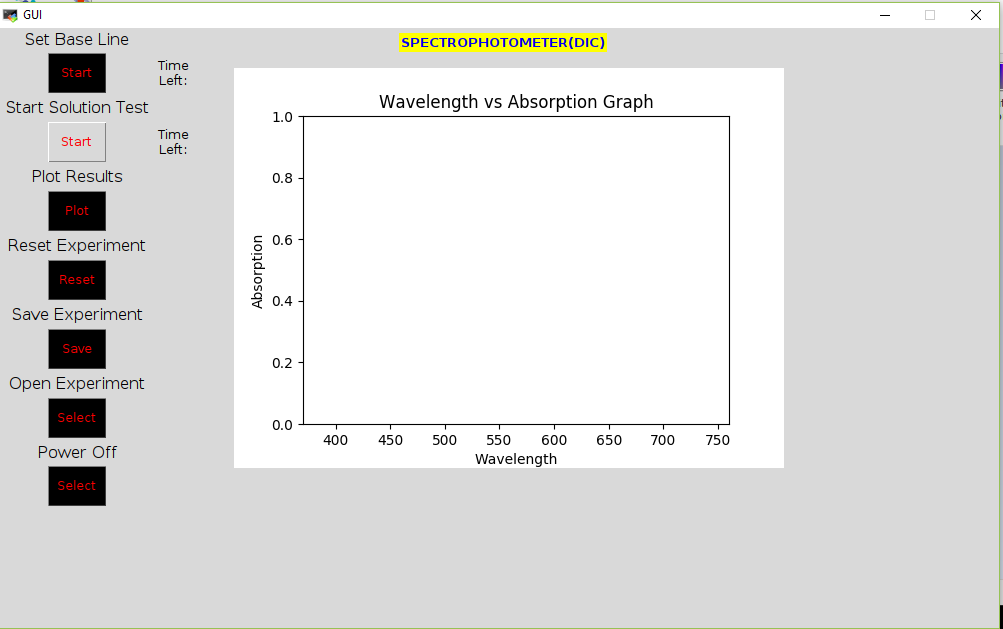 GUI
Set Base Line
SPECTROPHOTOMETER(DIC)
Start
Time
Left:
Start Solution Test
Start
Time
Left:
Plot Results
Plot
Reset Experiment
Reset
Save Experiment
Save
Open Experiment
Select
Power Off
Select
Wavelength vs Absorption Graph
1.0
0.8
0.6
0.4
0.2
0.0
Absorption
400 450 500 550 600 650 700 750
Wavelength